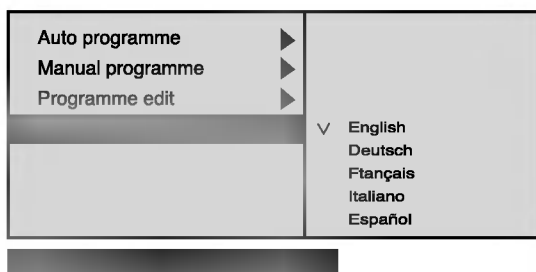 Auto programme ▶
Manual programme ▶
Programme edit ▶
√ English
Deutsch
Ftançais
Italiano
Español